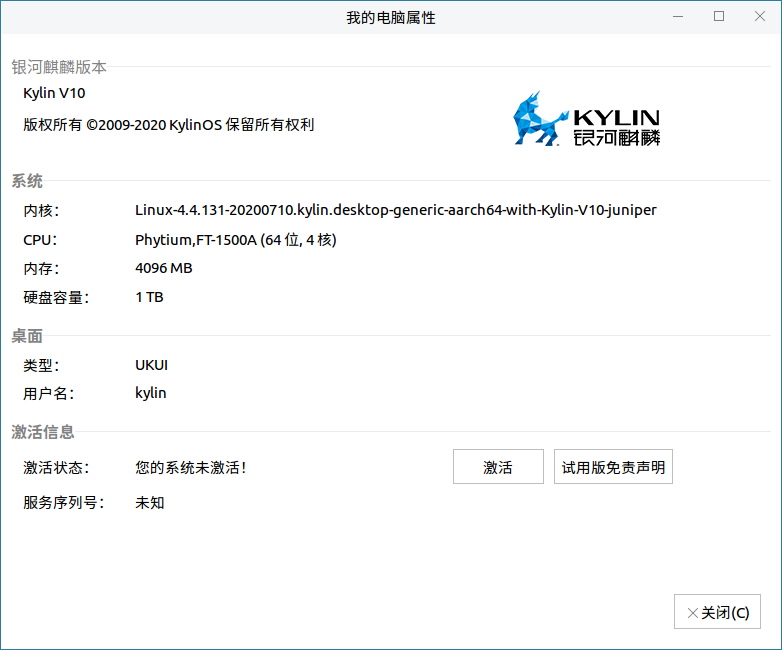 我的电脑属性
银河麒麟版本
Kylin V10
版权所有 ©2009-2020 KylinOS 保留所有权利
KYLIN
银河麒麟
系统
内核： Linux-4.4.131-20200710.kylin.desktop-generic-aarch64-with-Kylin-V10-juniper
CPU： Phytium,FT-1500A (64 位, 4 核)
内存： 4096 MB
硬盘容量： 1 TB
桌面
类型： UKUI
用户名： kylin
激活信息
激活状态： 您的系统未激活！ 激活 试用版免责声明
服务序列号： 未知
关闭(C)